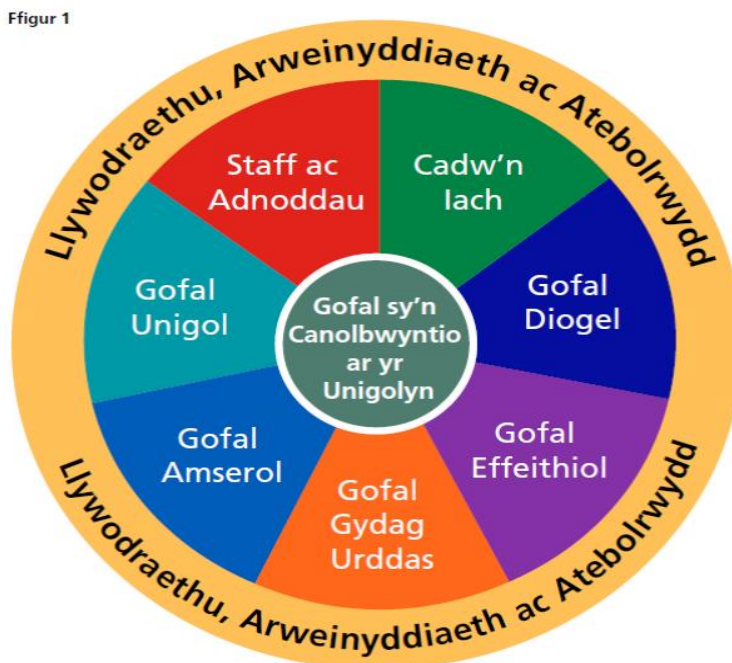 Ffigur 1
Llywodraethu, Arweinyddiaeth ac Atebolrwydd
Staff ac
Adnoddau
Cadw'n
Iach
Gofal
Unigol
Gofal sy'n
Canolbwyntio
ar yr
Unigolyn
Gofal
Diogel
Gofal
Amserol
Gofal
Gydag
Urddas
Gofal
Effeithiol
Llywodraethu, Arweinyddiaeth ac Atebolrwydd